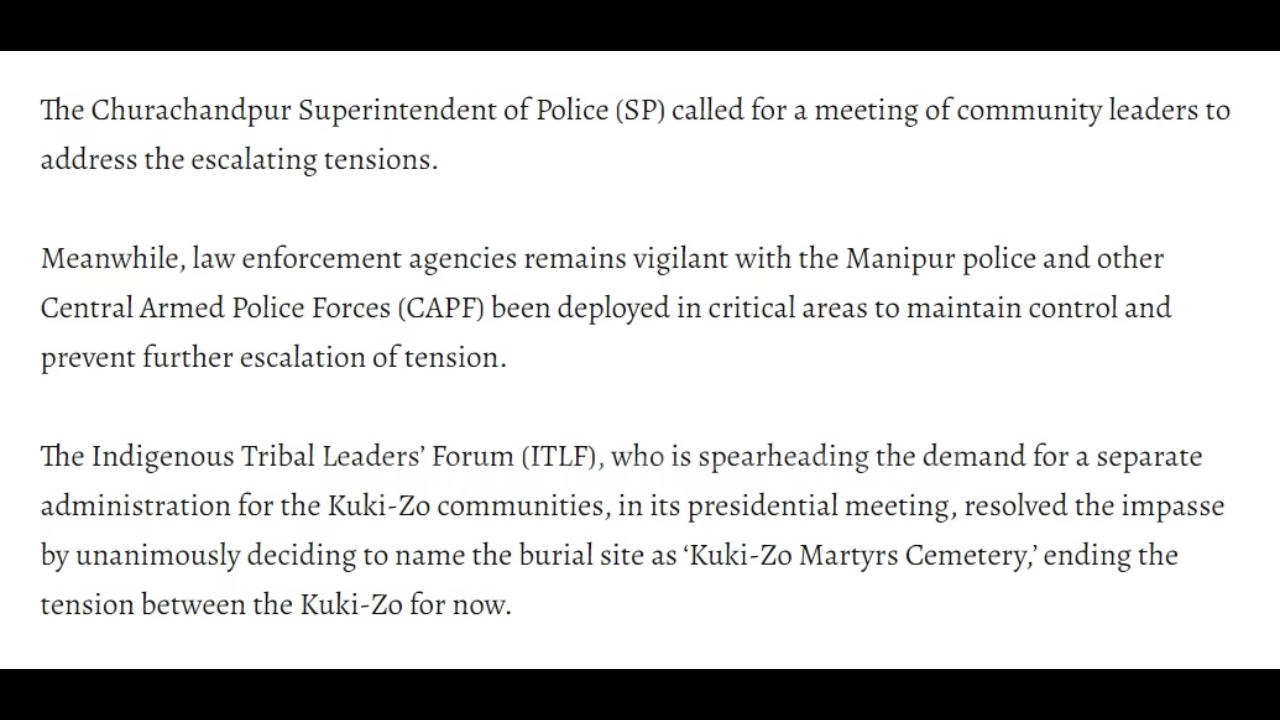 The Churachandpur Superintendent of Police (SP) called for a meeting of community leaders to
address the escalating tensions.
Meanwhile, law enforcement agencies remains vigilant with the Manipur police and other
Central Armed Police Forces (CAPF) been deployed in critical areas to maintain control and
prevent further escalation of tension.
The Indigenous Tribal Leaders’ Forum (ITLF), who is spearheading the demand for a separate
administration for the Kuki-Zo communities, in its presidential meeting, resolved the impasse
by unanimously deciding to name the burial site as ‘Kuki-Zo Martyrs Cemetery,’ ending the
tension between the Kuki-Zo for now.